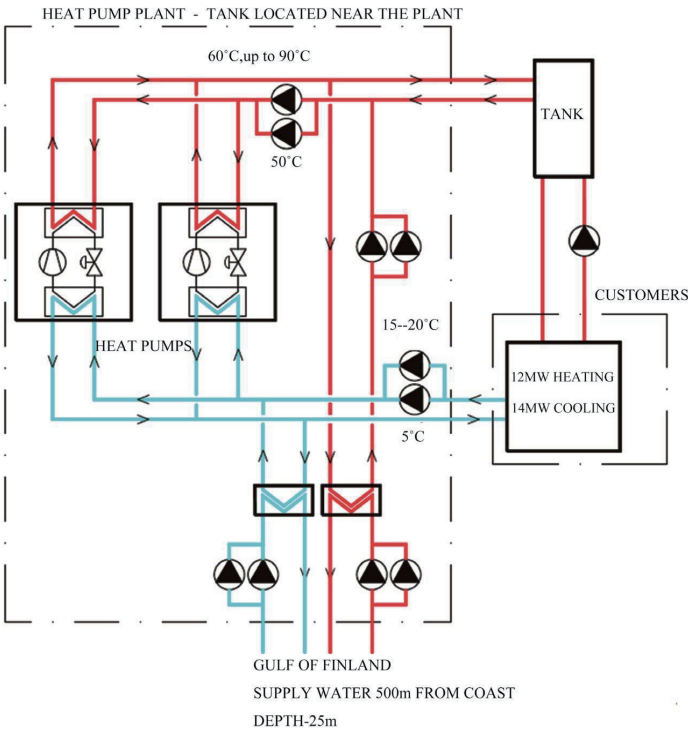 HEAT PUMP PLANT - TANK LOCATED NEAR THE PLANT
60˚C,up to 90˚C
TANK
50˚C
CUSTOMERS
15--20˚C
HEAT PUMPS
12MW HEATING
14MW COOLING
5˚C
GULF OF FINLAND
SUPPLY WATER 500m FROM COAST
DEPTH-25m